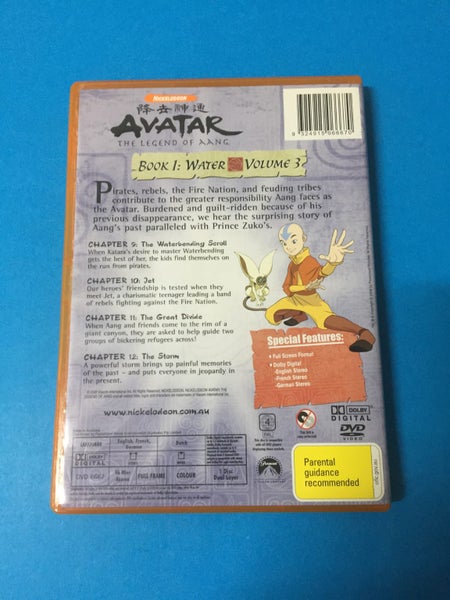 NICKELODEON
降去神通
AVATAR
THE LEGEND OF AANG
9 324915 966670
BOOK 1: WATER VOLUME 3
Pirates, rebels, the Fire Nation, and feuding tribes
contribute to the greater responsibility Aang faces as
the Avatar. Burdened and guilt-ridden because of his
previous disappearance, we hear the surprising story of
Aang's past paralleled with Prince Zuko's.
CHAPTER 9: The Waterbending Scroll
When Katara's desire to master Waterbending
gets the best of her, the kids find themselves on
the run from pirates.
CHAPTER 10: Jet
Our heroes' friendship is tested when they
meet Jet, a charismatic teenager leading a band
of rebels fighting against the Fire Nation.
CHAPTER 11: The Great Divide
When Aang and friends come to the rim of a
giant canyon, they are asked to help guide two
groups of bickering refugees across!
CHAPTER 12: The Storm
A powerful storm brings up painful memories
of the past - and puts everyone in jeopardy in
the present.
Special Features:
• Full Screen Format
• Dolby Digital
-English Stereo
-French Stereo
-German Stereo
www.nickelodeon.com.au
4
PAL
DOLBY
DIGITAL
DVD
VIDEO
English, French,
German
Dutch
DOLBY
DIGITAL
FULL FRAME
COLOUR
1 Disc
Dual Layer
Paramount
Parental
guidance
recommended